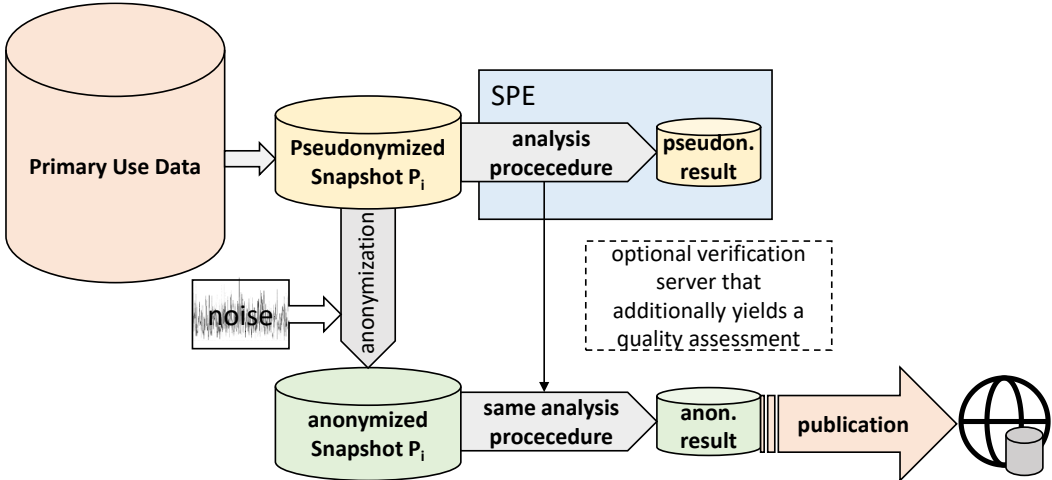 SPE
Primary Use Data
Pseudonymized
Snapshot Pi
analysis
procecedure
pseudon.
result
anonymization
noise
optional verification
server that
additionally yields a
quality assessment
anonymized
Snapshot Pi
same analysis
procecedure
anon.
result
publication